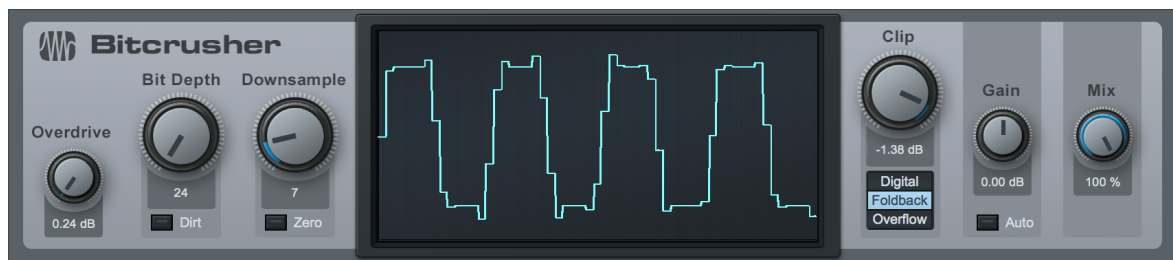 Bitcrusher
Overdrive
0.24 dB
Bit Depth
24
Dirt
Downsample
7
Zero
Clip
-1.38 dB
Digital
Foldback
Overflow
Gain
0.00 dB
Auto
Mix
100 %